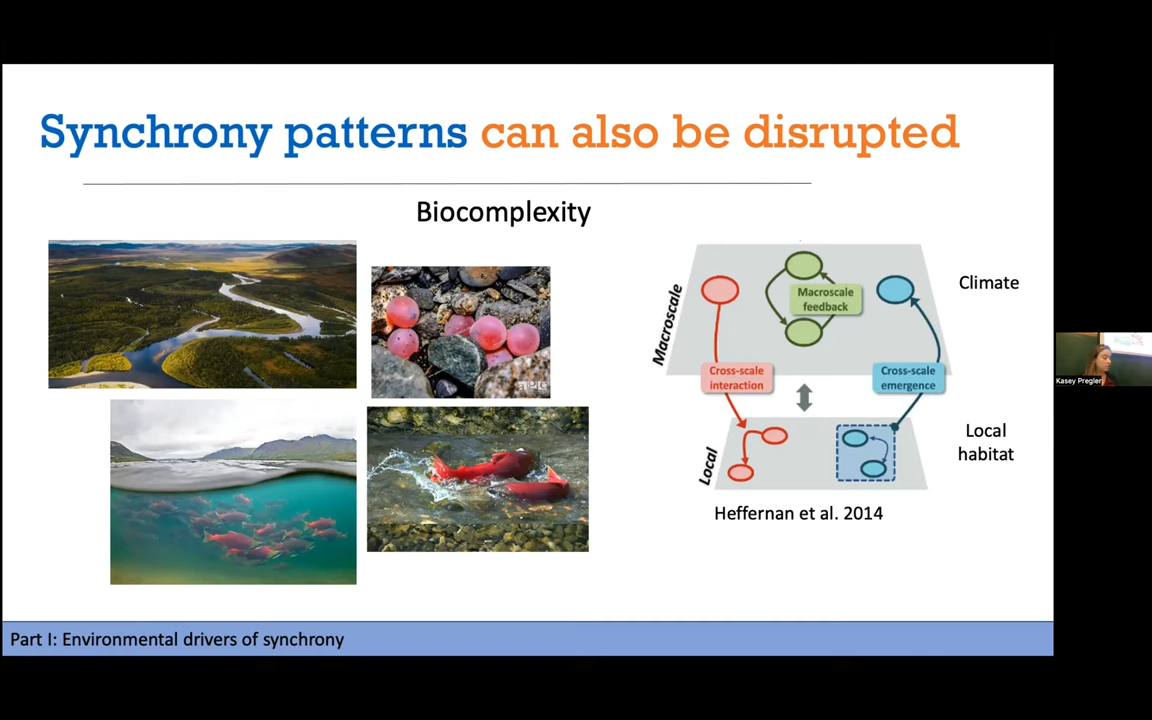 Synchrony patterns can also be disrupted
Biocomplexity
Macroscale
Macroscale
feedback
Climate
Cross-scale
interaction
Cross-scale
emergence
Local
Local
habitat
Heffernan et al. 2014
Kasey Pregler
Part I: Environmental drivers of synchrony